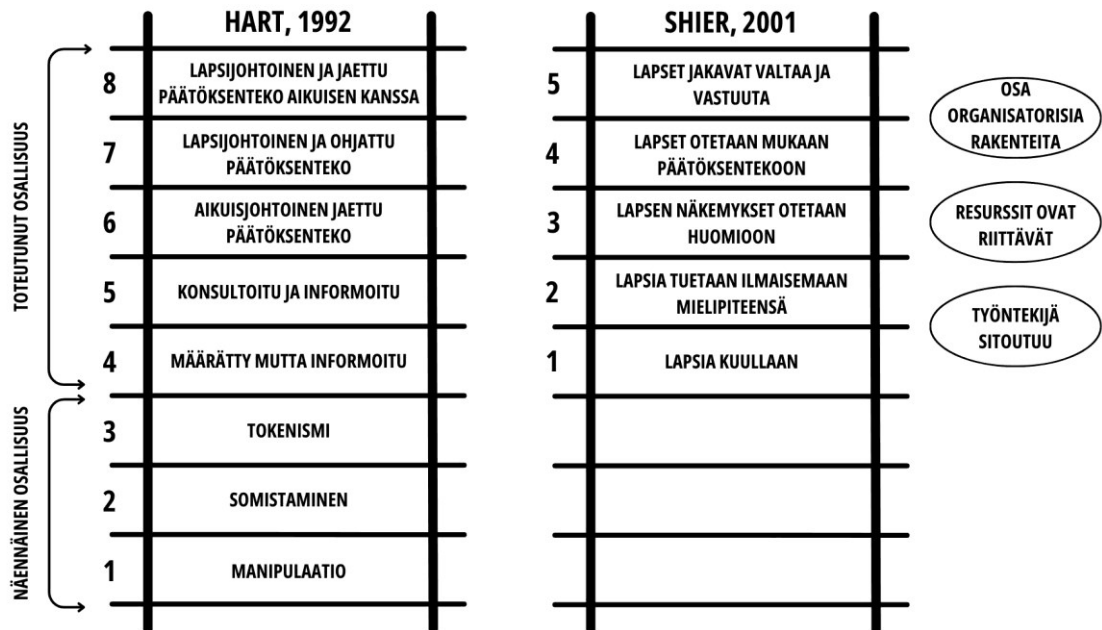 HART, 1992
8
LAPSIJOHTOINEN JA JAETTU
PÄÄTÖKSENTEKO AIKUISEN KANSSA
7
LAPSIJOHTOINEN JA OHJATTU
PÄÄTÖKSENTEKO
6
AIKUISJOHTOINEN JAETTU
PÄÄTÖKSENTEKO
5
KONSULTOITU JA INFORMOITU
4
MÄÄRÄTTY MUTTA INFORMOITU
3
TOKENISMI
2
SOMISTAMINEN
1
MANIPULAATIO
TOTEUTUNUT OSALLISUUS
NÄENNÄINEN OSALLISUUS
SHIER, 2001
5
LAPSET JAKAVAT VALTAA JA
VASTUUTA
4
LAPSET OTETAAN MUKAAN
PÄÄTÖKSENTEKOON
3
LAPSEN NÄKEMYKSET OTETAAN
HUOMIOON
2
LAPSIA TUETAAN ILMAISEMAAN
MIELIPITEENSÄ
1
LAPSIA KUULLAAN
OSA
ORGANISATORISIA
RAKENTEITA
RESURSSIT OVAT
RIITTÄVÄT
TYÖNTEKIJÄ
SITOUTUU